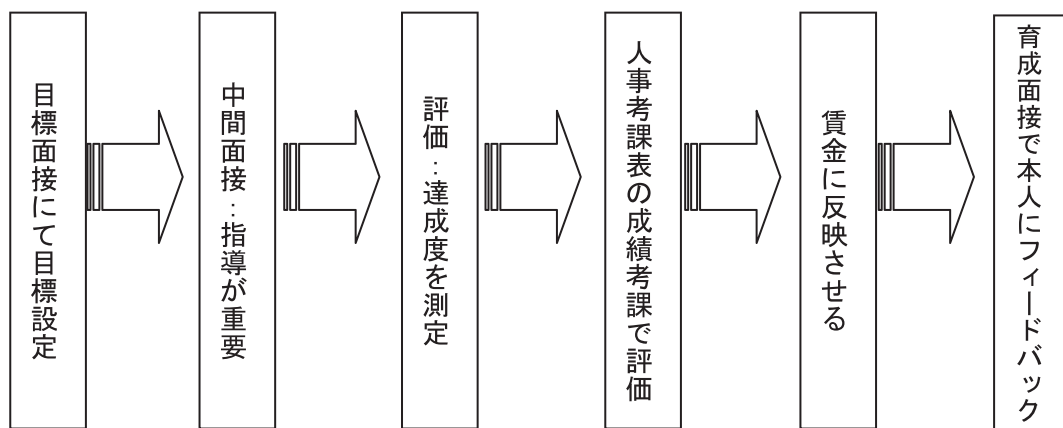 目標面接にて目標設定
中間面接：指導が重要
評価：達成度を測定
人事考課表の成績考課で評価
賃金に反映させる
育成面接で本人にフィードバック